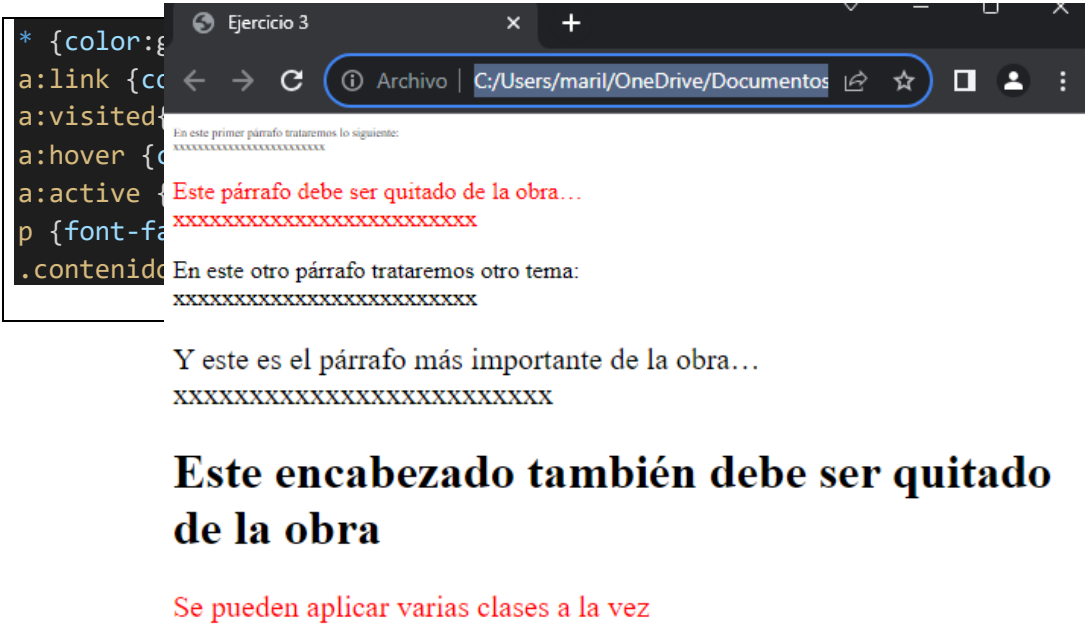 Ejercicio 3
Archivo | C:/Users/maril/OneDrive/Documentos
* {color:g
a:link {co
a:visited{
a:hover {c
a:active {
p {font-fa
.contenido
En este primer párrafo trataremos lo siguiente:
xxxxxxxxxxxxxxxxxxxxxxxxx
Este párrafo debe ser quitado de la obra…
xxxxxxxxxxxxxxxxxxxxxxxxx
En este otro párrafo trataremos otro tema:
xxxxxxxxxxxxxxxxxxxxxxxxx
Y este es el párrafo más importante de la obra…
xxxxxxxxxxxxxxxxxxxxxxxxx
Este encabezado también debe ser quitado
de la obra
Se pueden aplicar varias clases a la vez